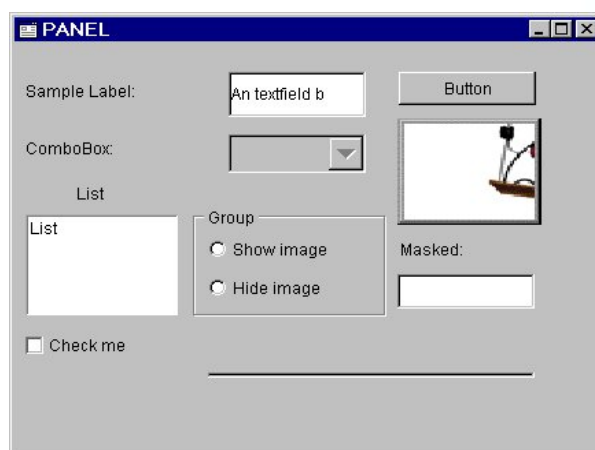 PANEL
Sample Label:
An textfield b
Button
ComboBox:
List
List
Group
Show image
Hide image
Masked:
Check me